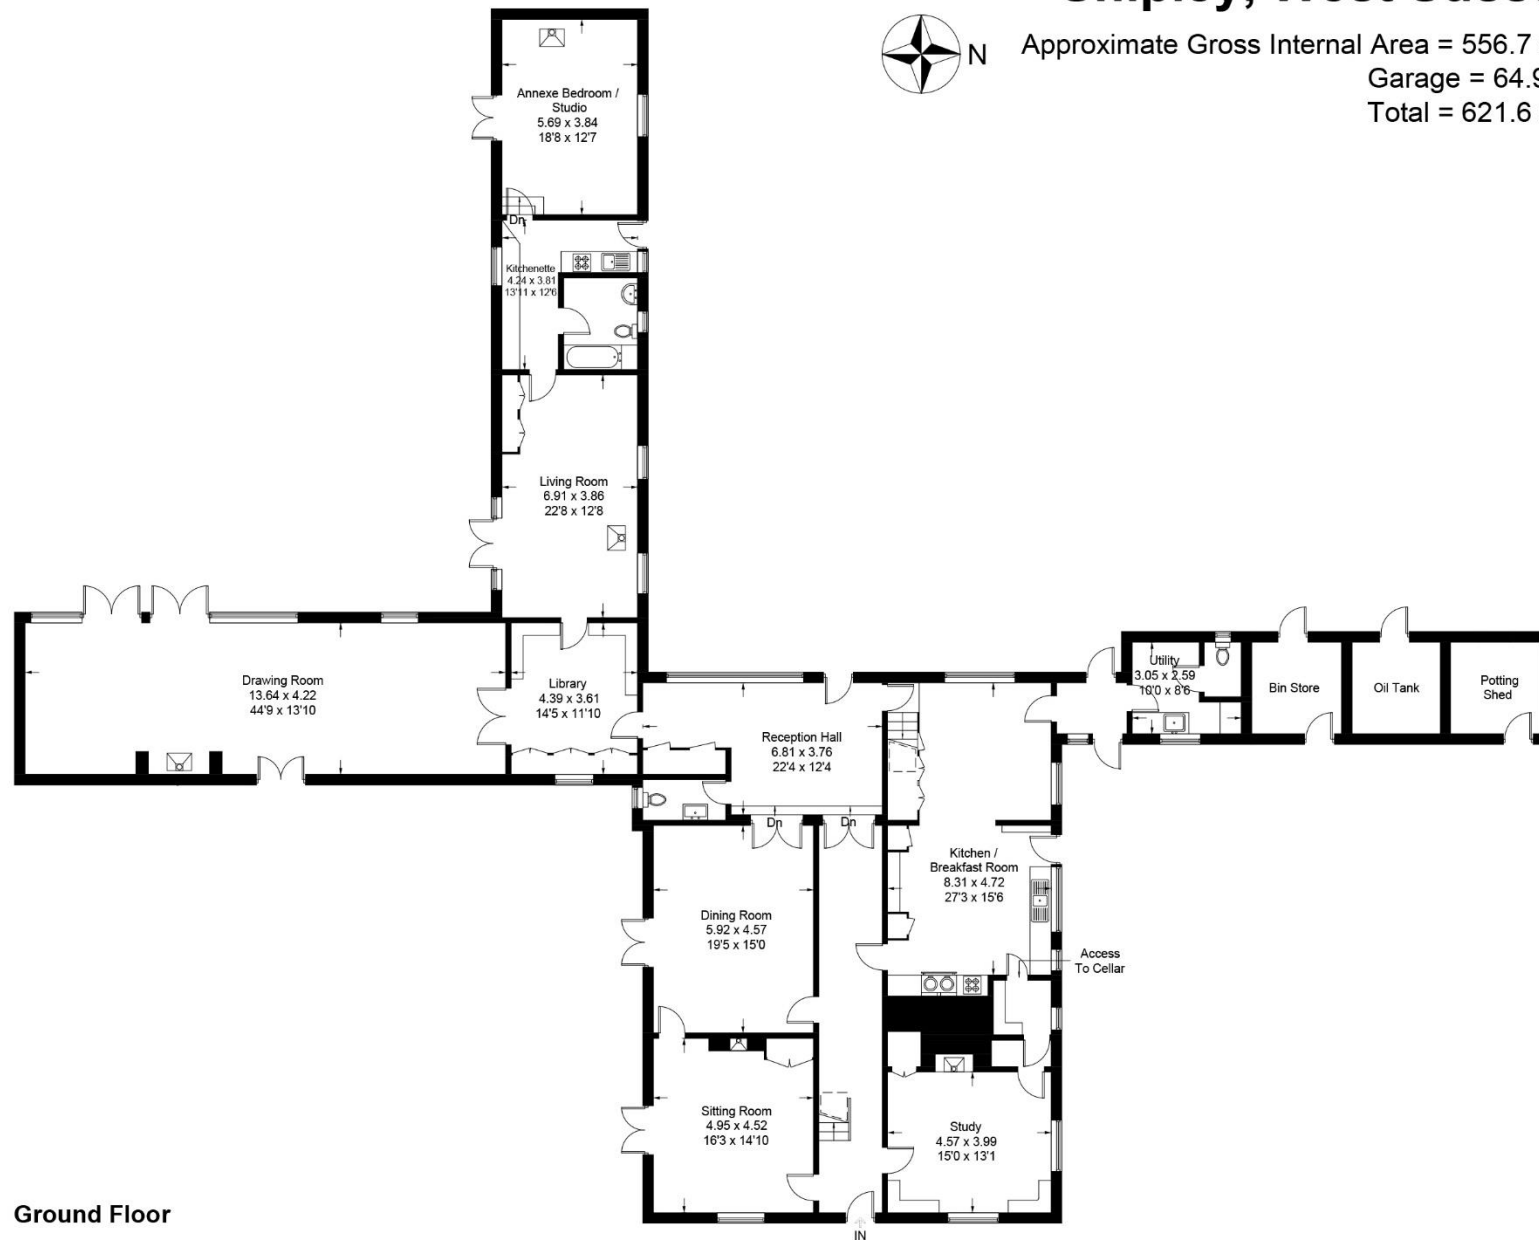 N
Approximate Gross Internal Area = 556.7
Garage = 64.9
Total = 621.6
Annexe Bedroom /
Studio
5.69 x 3.84
18'8 x 12'7
Dn
Kitchenette
4.24 x 3.81
13'11 x 12'6
Living Room
6.91 x 3.86
22'8 x 12'8
Drawing Room
13.64 x 4.22
44'9 x 13'10
Library
4.39 x 3.61
14'5 x 11'10
Reception Hall
6.81 x 3.76
22'4 x 12'4
Utility
3.05 x 2.59
10'0 x 8'6
Bin Store
Oil Tank
Potting
Shed
Dn
Dn
Kitchen /
Breakfast Room
8.31 x 4.72
27'3 x 15'6
Dining Room
5.92 x 4.57
19'5 x 15'0
Access
To Cellar
Sitting Room
4.95 x 4.52
16'3 x 14'10
Study
4.57 x 3.99
15'0 x 13'1
Ground Floor
IN